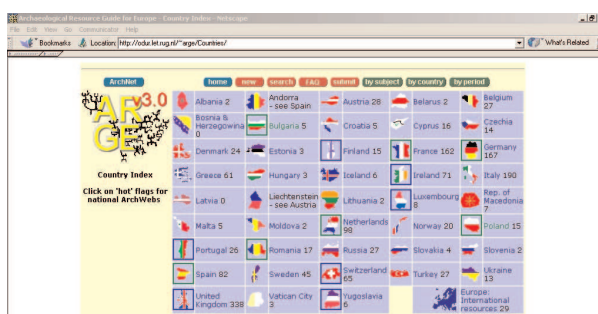 Archaeological Resource Guide for Europe - Country Index - Netscape
File Edit View Go Communicator Help
Bookmarks Location: http://odur.let.rug.nl/~arge/Countries/ What's Related
ArchNet home new search FAQ submit by subject by country by period
ARGE v3.0
Country Index
Click on 'hot' flags for
national ArchWebs
Albania 2
Andorra
- see Spain
Austria 28
Belarus 2
Belgium
27
Bosnia &
Herzegowina
0
Bulgaria 5
Croatia 5
Cyprus 16
Czechia
14
Denmark 24
Estonia 3
Finland 15
France 162
Germany
167
Greece 61
Hungary 3
Iceland 6
Ireland 71
Italy 190
Latvia 0
Liechtenstein
- see Austria
Lithuania 2
Luxembourg
8
Rep. of
Macedonia
Malta 5
Moldova 2
Netherlands
98
Norway 20
Poland 15
Portugal 26
Romania 17
Russia 27
Slovakia 4
Slovenia 2
Spain 82
Sweden 45
Switzerland
65
Turkey 27
Ukraine
13
United
Kingdom 338
Vatican City
3
Yugoslavia
6
Europe:
International
resources 29